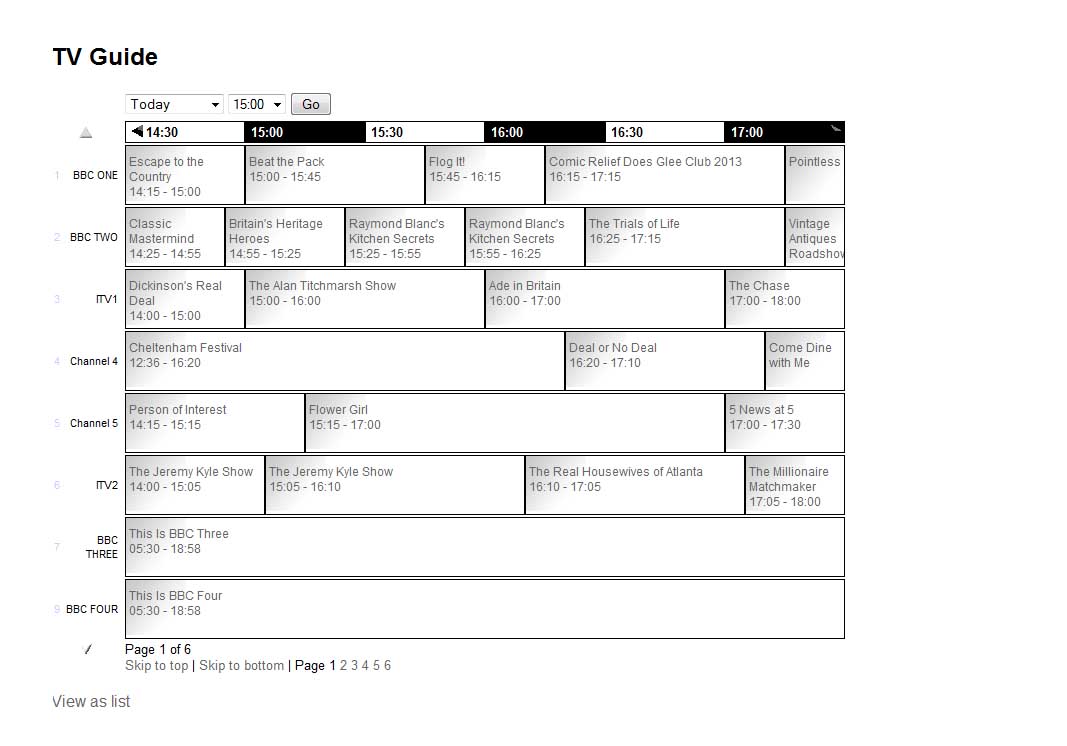 TV Guide
Today 15:00 Go
14:30 15:00 15:30 16:00 16:30 17:00
1 BBC ONE
Escape to the
Country
14:15 - 15:00
Beat the Pack
15:00 - 15:45
Flog It!
15:45 - 16:15
Comic Relief Does Glee Club 2013
16:15 - 17:15
Pointless
2 BBC TWO
Classic
Mastermind
14:25 - 14:55
Britain's Heritage
Heroes
14:55 - 15:25
Raymond Blanc's
Kitchen Secrets
15:25 - 15:55
Raymond Blanc's
Kitchen Secrets
15:55 - 16:25
The Trials of Life
16:25 - 17:15
Vintage
Antiques
Roadshow
3 ITV1
Dickinson's Real
Deal
14:00 - 15:00
The Alan Titchmarsh Show
15:00 - 16:00
Ade in Britain
16:00 - 17:00
The Chase
17:00 - 18:00
4 Channel 4
Cheltenham Festival
12:36 - 16:20
Deal or No Deal
16:20 - 17:10
Come Dine
with Me
5 Channel 5
Person of Interest
14:15 - 15:15
Flower Girl
15:15 - 17:00
5 News at 5
17:00 - 17:30
6 ITV2
The Jeremy Kyle Show
14:00 - 15:05
The Jeremy Kyle Show
15:05 - 16:10
The Real Housewives of Atlanta
16:10 - 17:05
The Millionaire
Matchmaker
17:05 - 18:00
7 BBC
THREE
This Is BBC Three
05:30 - 18:58
9 BBC FOUR
This Is BBC Four
05:30 - 18:58
Page 1 of 6
Skip to top | Skip to bottom | Page 1 2 3 4 5 6
View as list